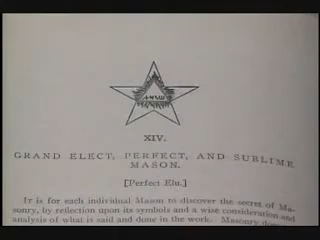 XIV.
GRAND ELECT, PERFECT, AND SUBLIME
MASON.
[Perfect Elu.]
IT is for each individual Mason to discover the secret of Ma-
sonry, by reflection upon its symbols and a wise consideration and
analysis of what is said and done in the work. Masonry does